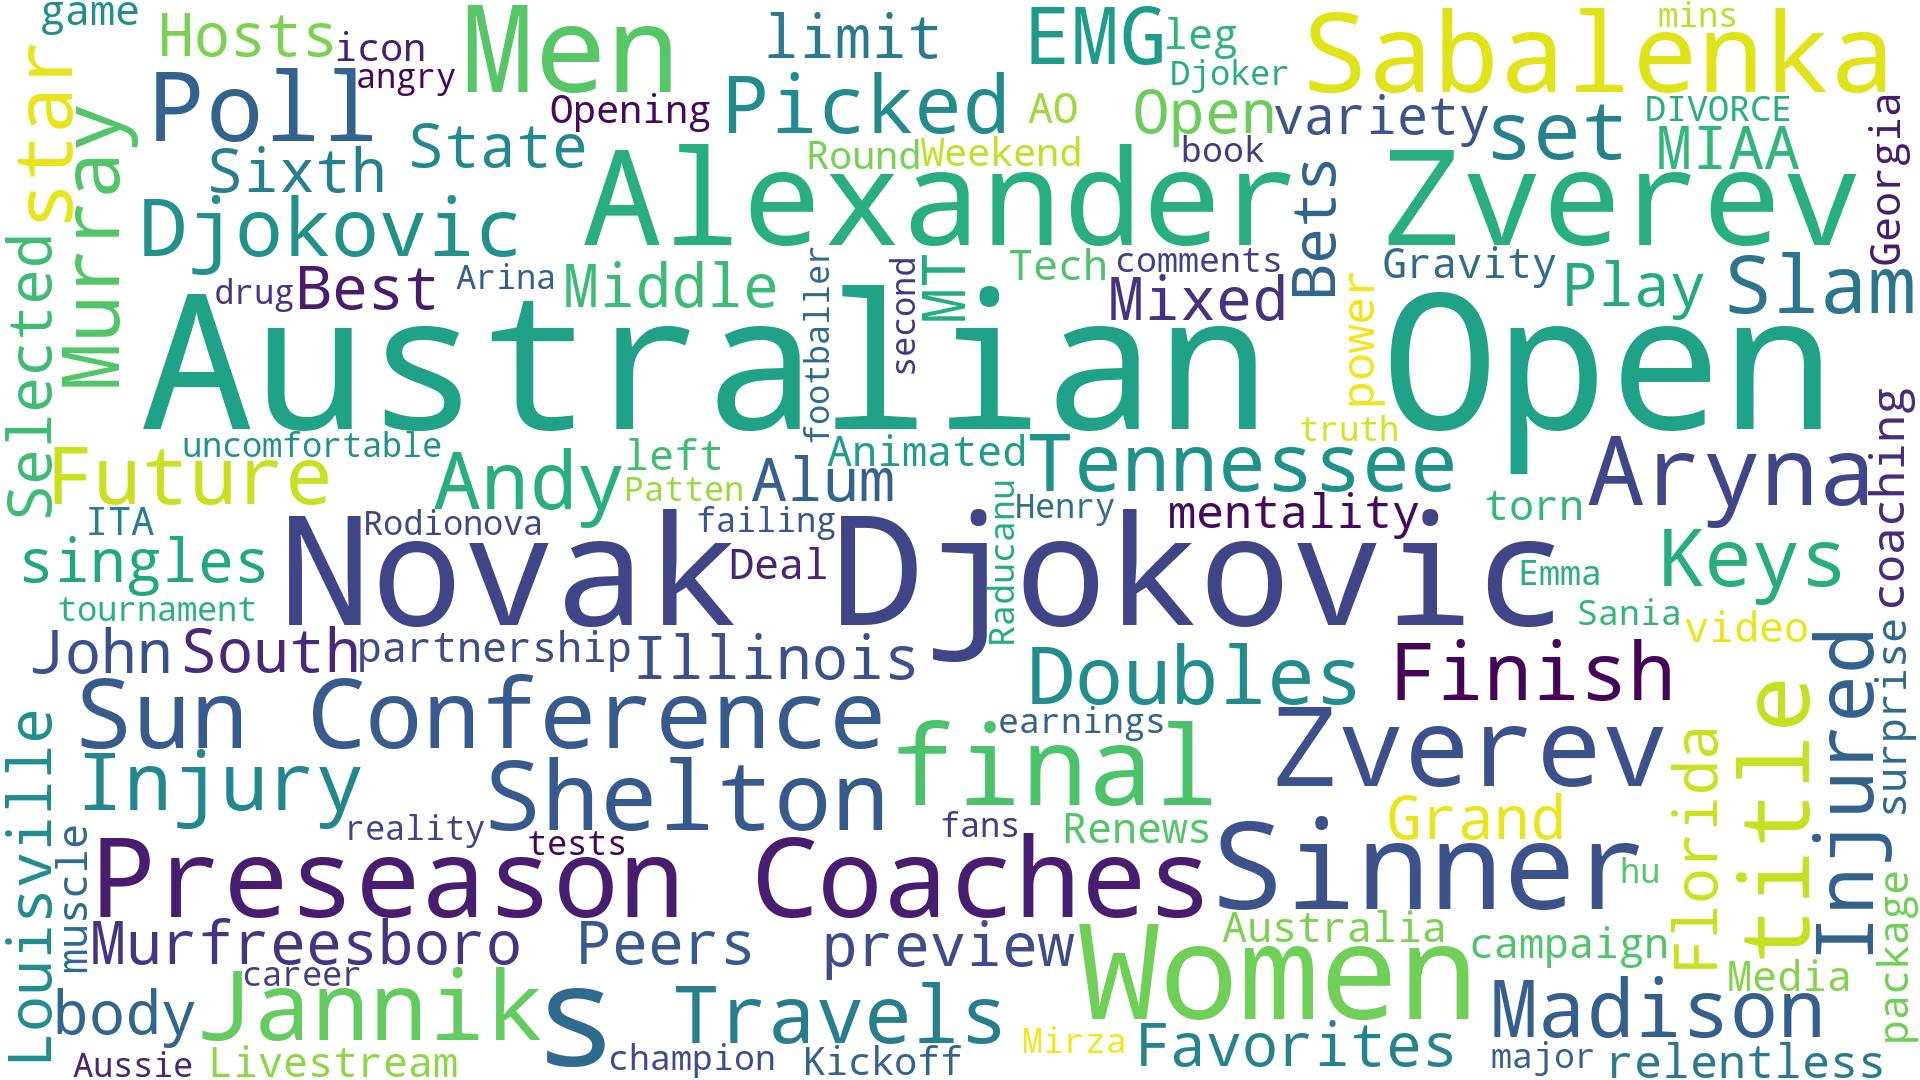 game
Hosts
icon
angry
Men
limit
EMG
leg
Djoker
Sabalenka
mins
star
Murray
Poll
Opening
Picked
AO
Open
variety
set
DIVORCE
MIAA
Georgia
Sixth
State
Round
Weekend
book
Bets
Djokovic
Alexander Zverev
Selected
drug
Best
Arina
Middle
footballer
second
MT
Tech
comments
Mixed
Gravity
Play
Slam
power
Australian Open
truth
uncomfortable
Future
Andy
left
Patten
Alum
Animated
Tennessee
Aryna
coaching
ITA
Rodionova
failing
Raducanu
Henry
mentality
torn
singles
Novak Djokovic
Deal
Emma
Keys
tournament
Sania
video
John
South
partnership
Illinois
Doubles
Finish
Injured
surprise
Sun Conference
earnings
final
Zverev
Florida
title
Louisville
Injury
Shelton
reality
tests
fans
Renews
Grand
muscle
Preseason Coaches
Sinner
hu
package
Murfreesboro
Peers
preview
Women
Australia
campaign
Media
career
body
Jannik
s
Travels
Mirza
Favorites
Madison
Aussie
Livestream
champion
Kickoff
major
relentless